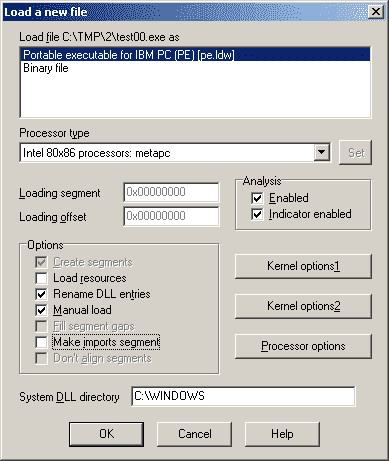 Load a new file
Load file C:\TMP\2\test00.exe as
Portable executable for IBM PC (PE) [pe.ldw]
Binary file
Processor type
Intel 80x86 processors: metapc
Set
Loading segment 0x00000000
Loading offset 0x00000000
Analysis
Enabled
Indicator enabled
Options
Create segments
Load resources
Rename DLL entries
Manual load
Fill segment gaps
Make imports segment
Don't align segments
Kernel options1
Kernel options2
Processor options
System DLL directory C:\WINDOWS
OK Cancel Help